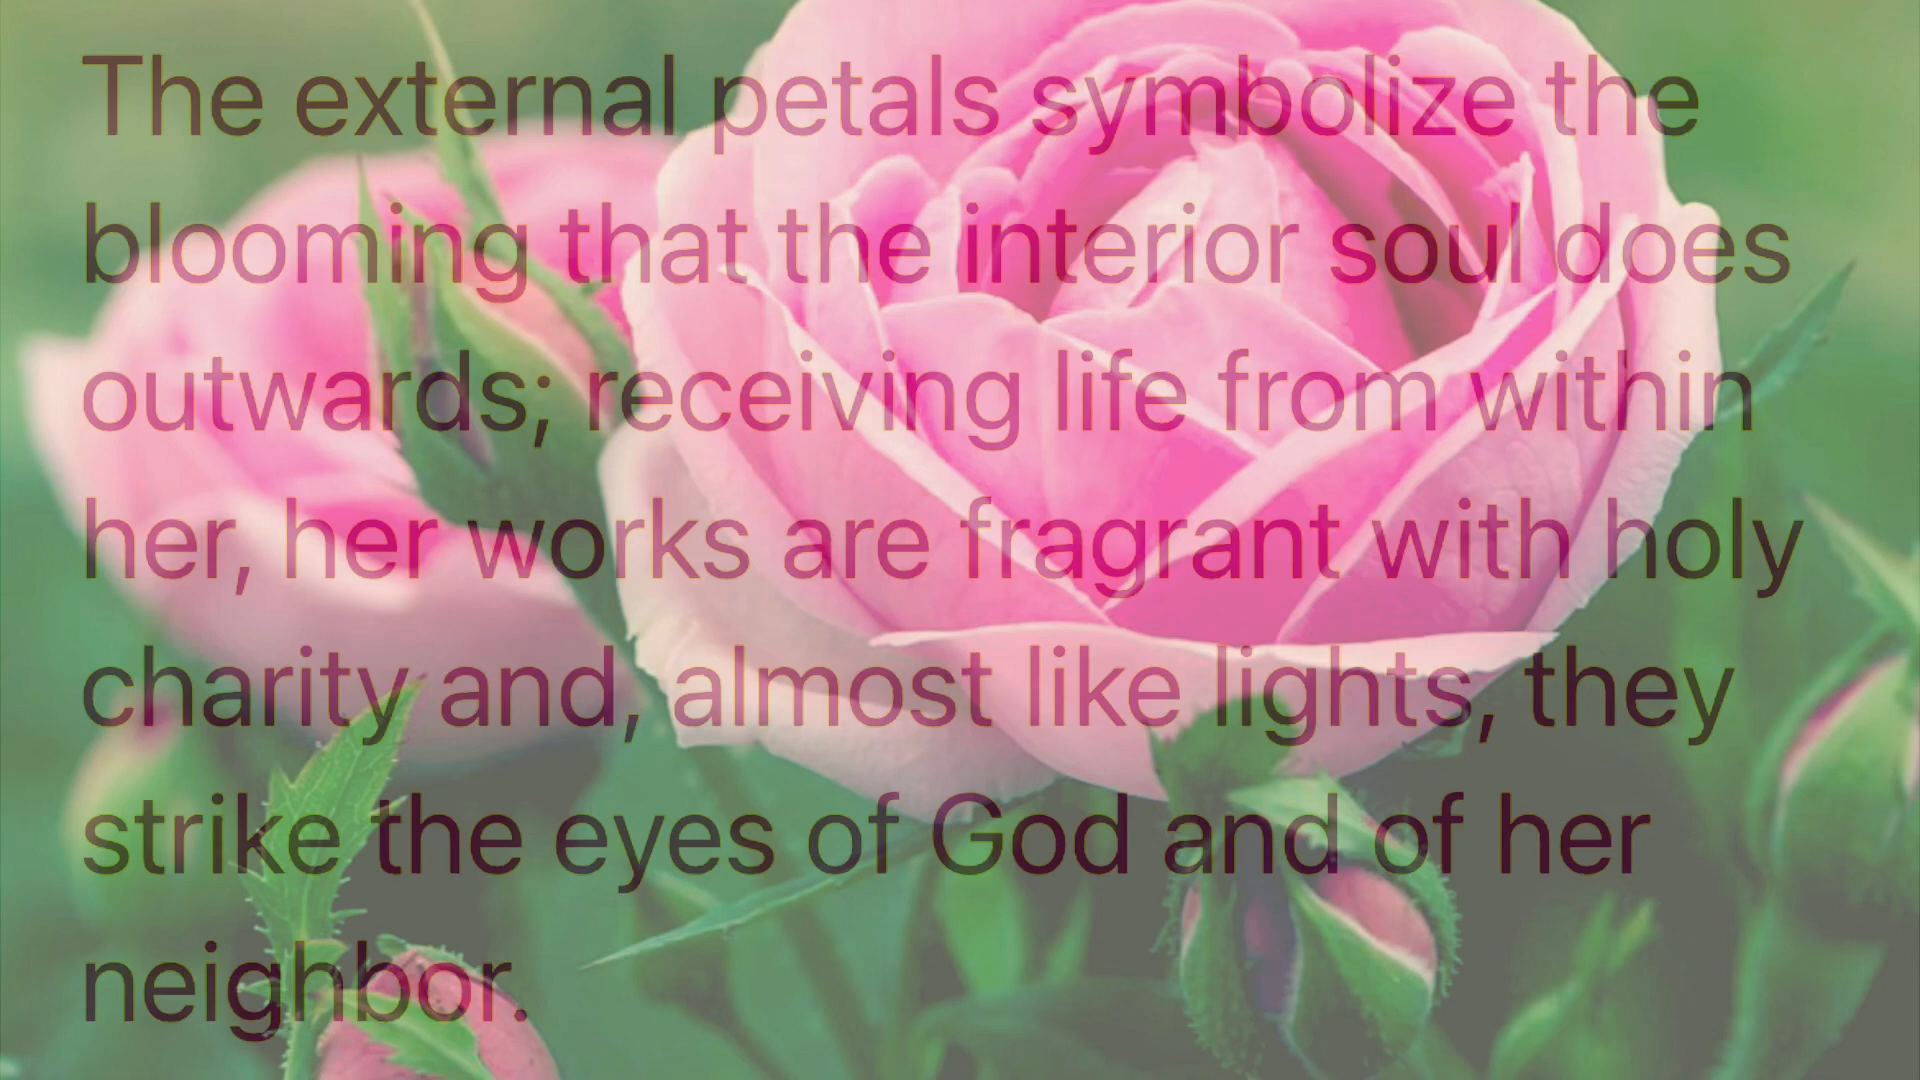 The external petals symbolize the
blooming that the interior soul does
outwards; receiving life from within
her, her works are fragrant with holy
charity and, almost like lights, they
strike the eyes of God and of her
neighbor.